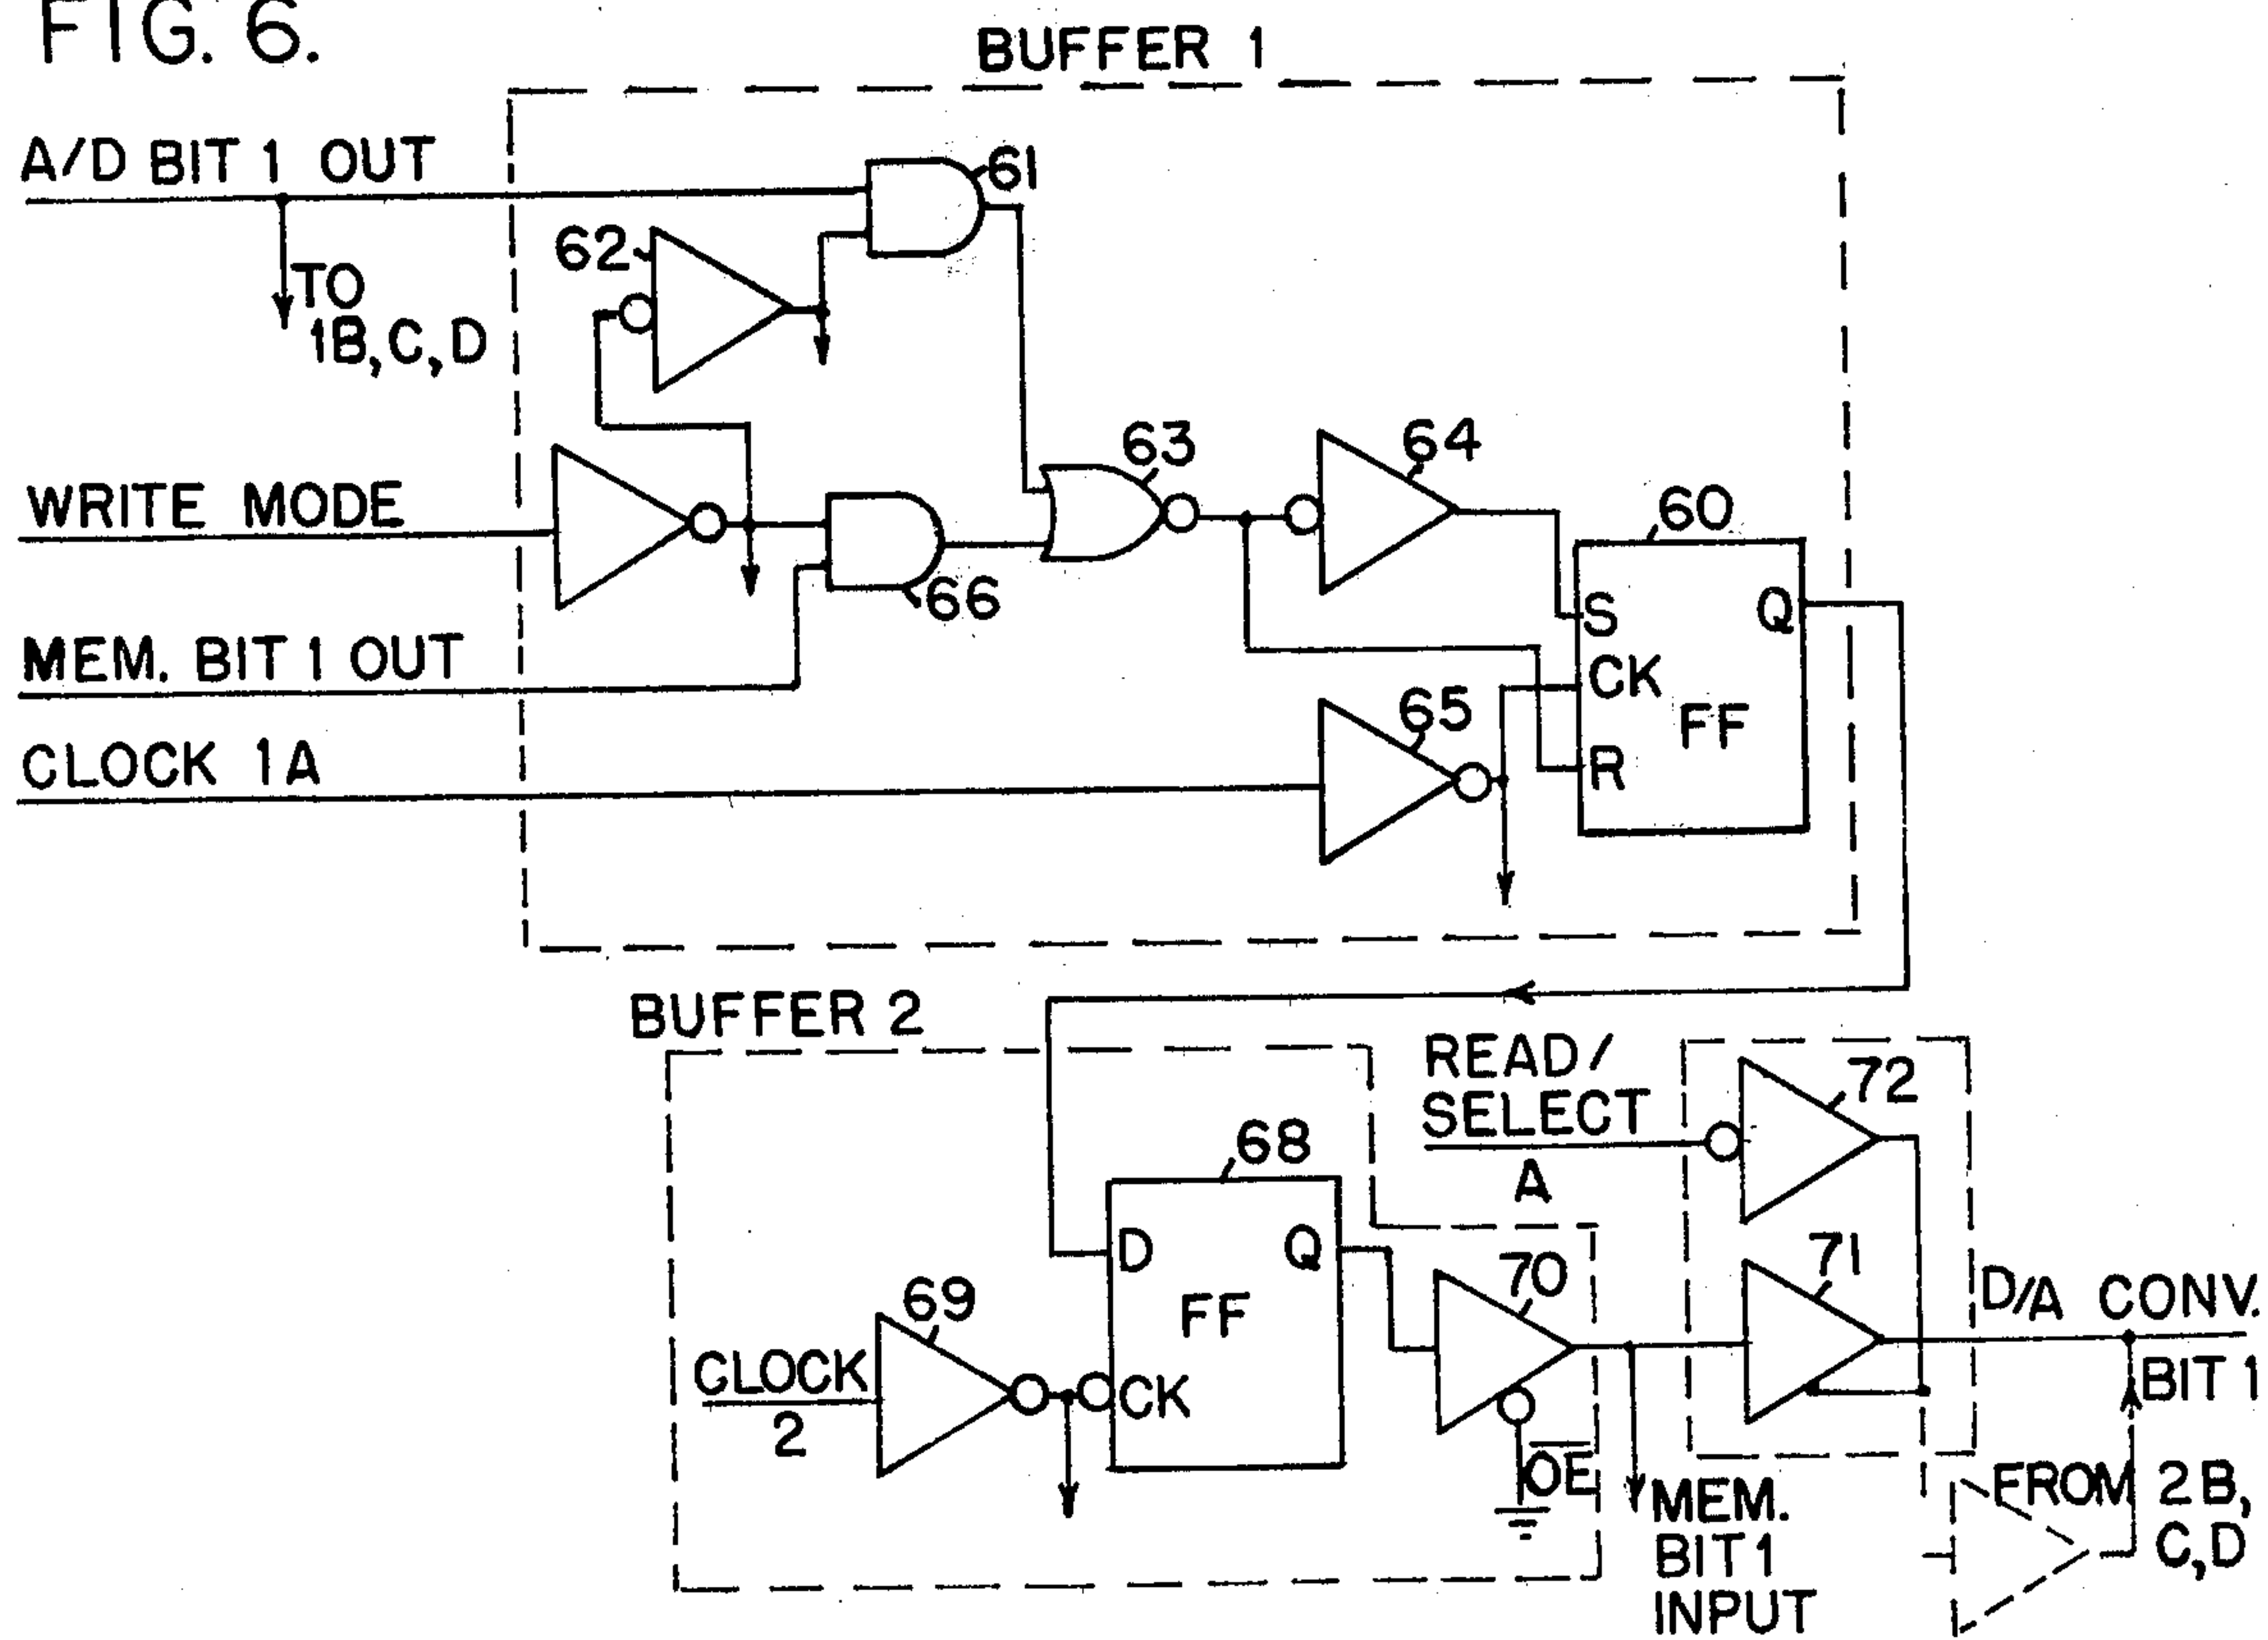 FIG. 6.
BUFFER 1
A/D BIT 1 OUT
61
62
TO
1B,C,D
63
64
WRITE MODE
60
66
S
Q
MEM. BIT 1 OUT
CK
65
FF
CLOCK 1A
R
BUFFER 2
READ/
SELECT
A
72
68
D
Q
70
71
D/A CONV.
69
FF
CLOCK
2
CK
BIT 1
OE
MEM.
BIT 1
INPUT
FROM 2B,
C,D